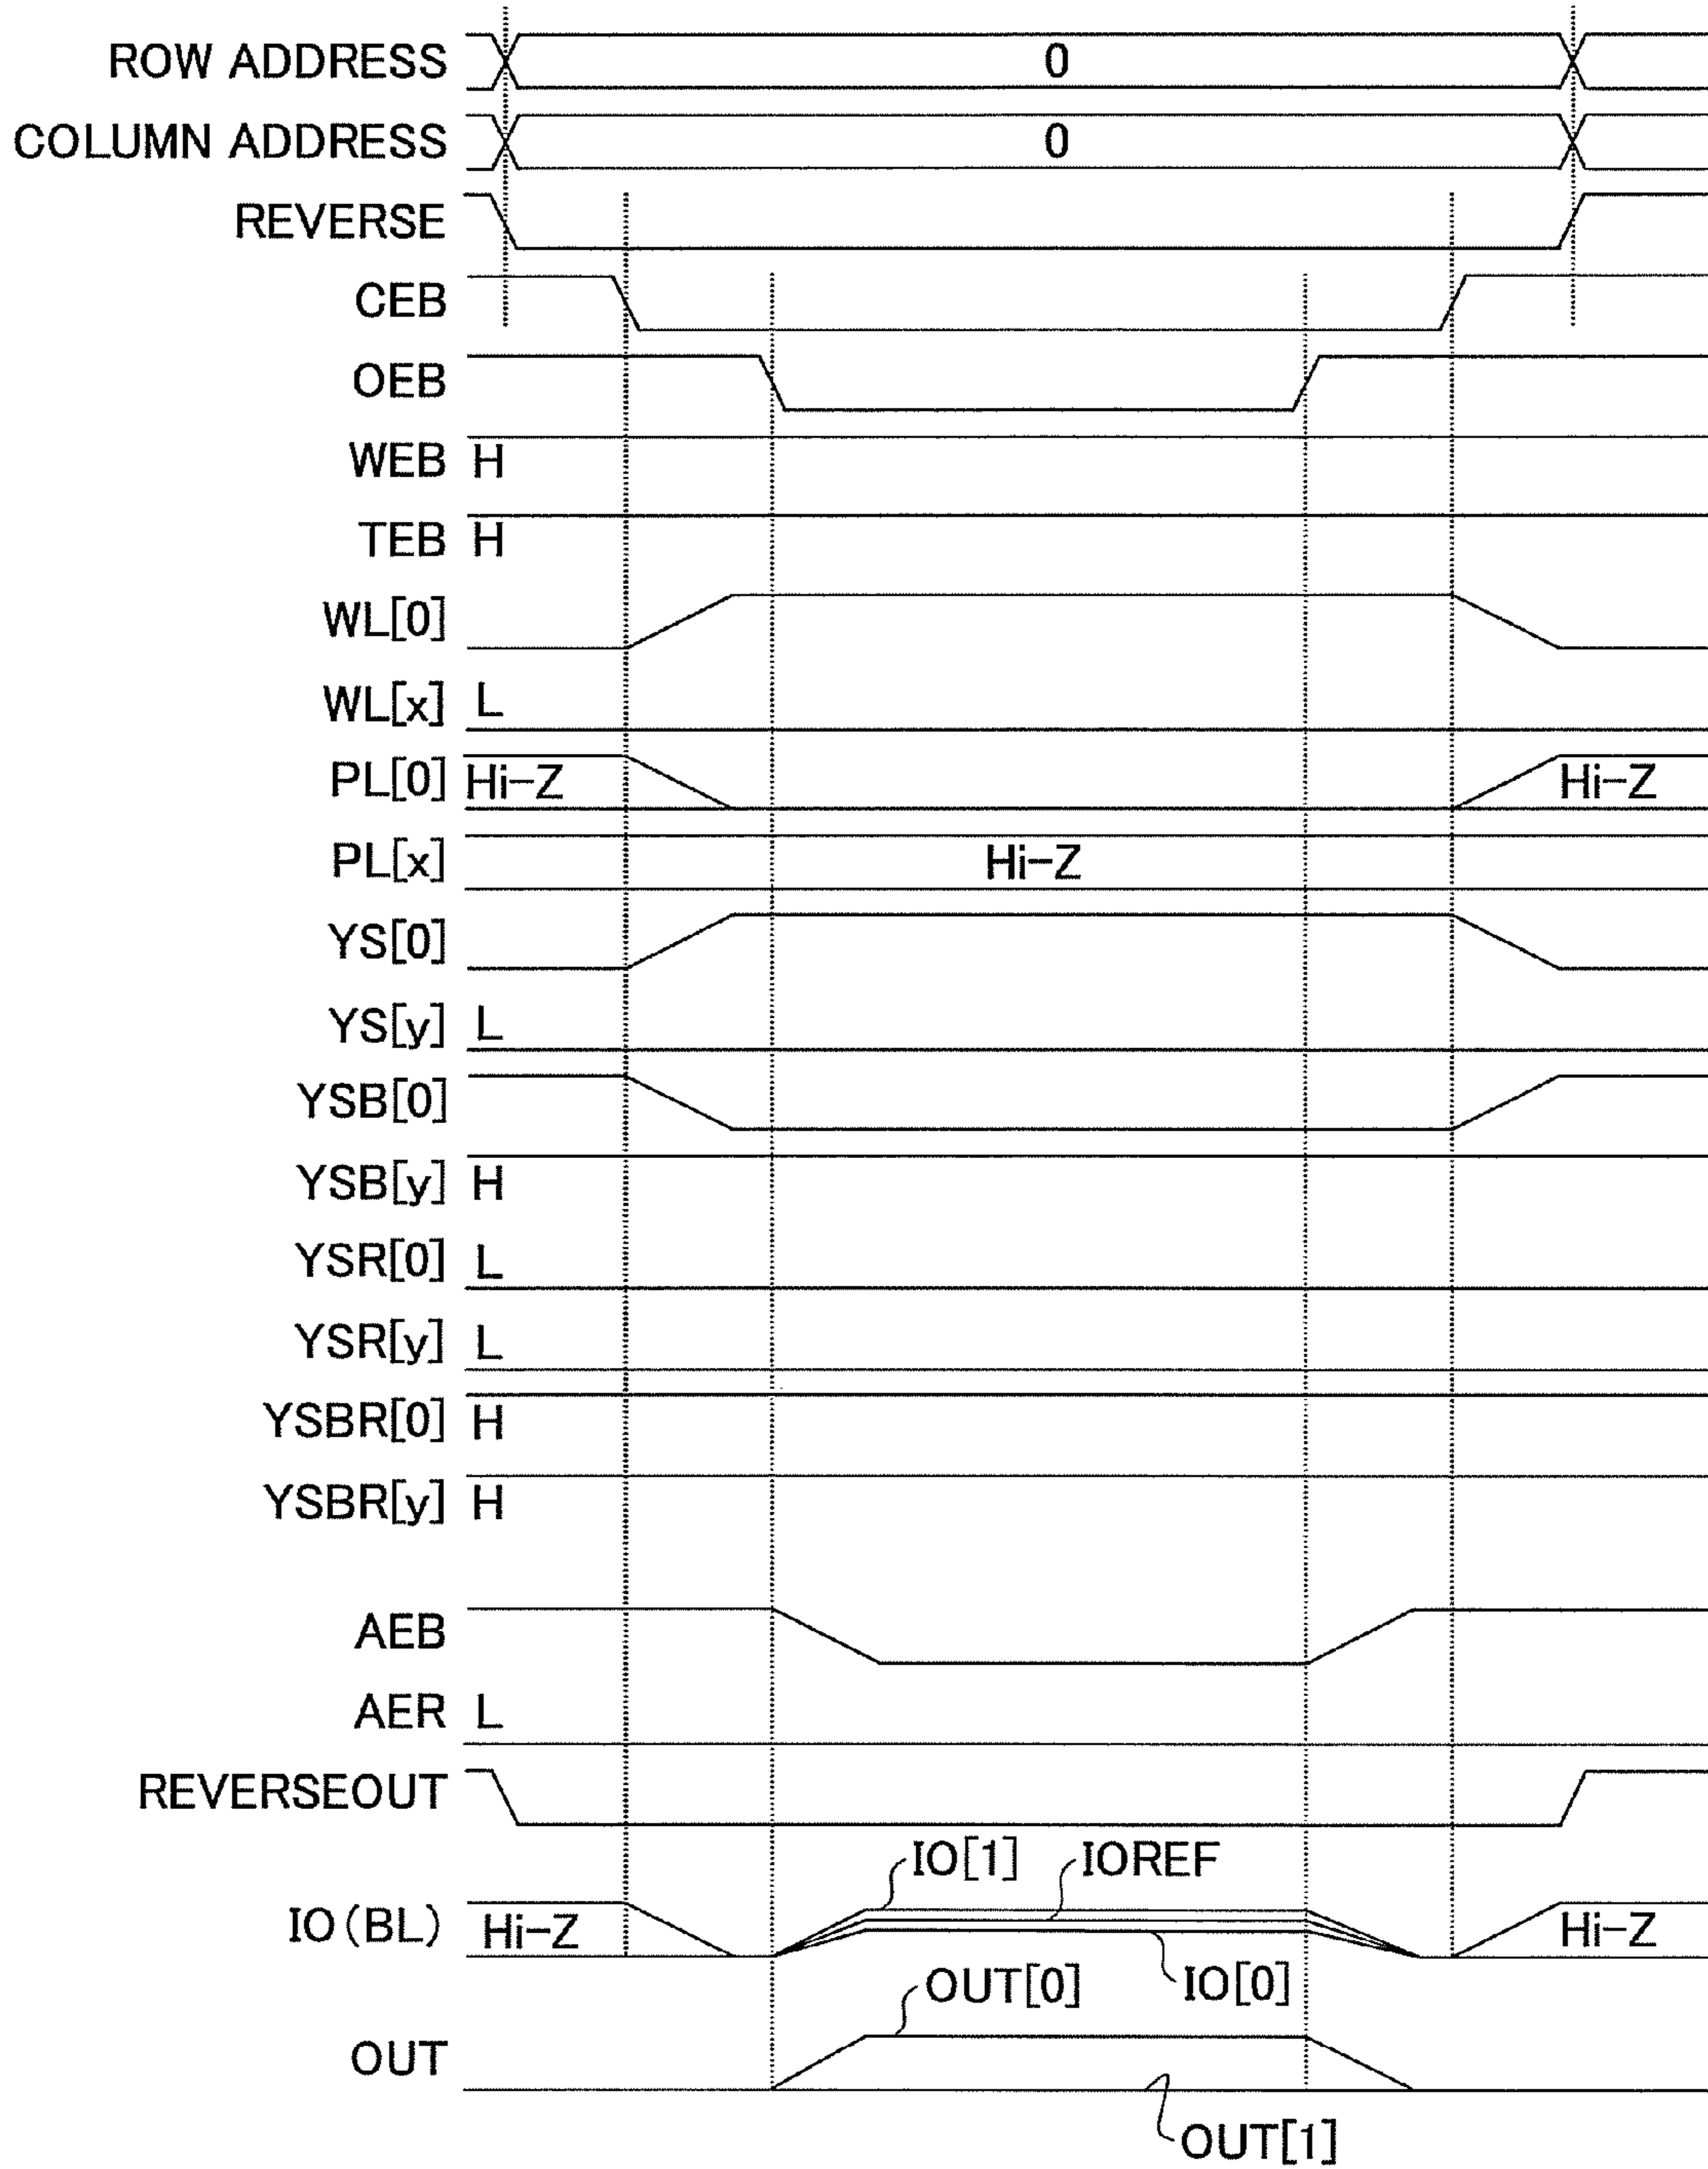 ROW ADDRESS 0
COLUMN ADDRESS 0
REVERSE
CEB
OEB
WEB H
TEB H
WL[0]
WL[x] L
PL[0] Hi-Z Hi-Z
PL[x] Hi-Z
YS[0]
YS[y] L
YSB[0]
YSB[y] H
YSR[0] L
YSR[y] L
YSBR[0] H
YSBR[y] H
AEB
AER L
REVERSEOUT
IO[1] IOREF
IO(BL) Hi-Z Hi-Z
OUT[0] IO[0]
OUT
OUT[1]